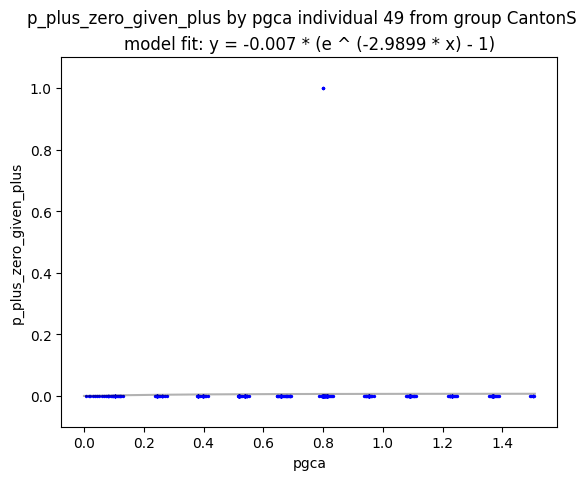 p_plus_zero_given_plus by pgca individual 49 from group CantonS
model fit: y = -0.007 * (e ^ (-2.9899 * x) - 1)
1.0
0.8
0.6
0.4
0.2
0.0
p_plus_zero_given_plus
0.0 0.2 0.4 0.6 0.8 1.0 1.2 1.4
pgca